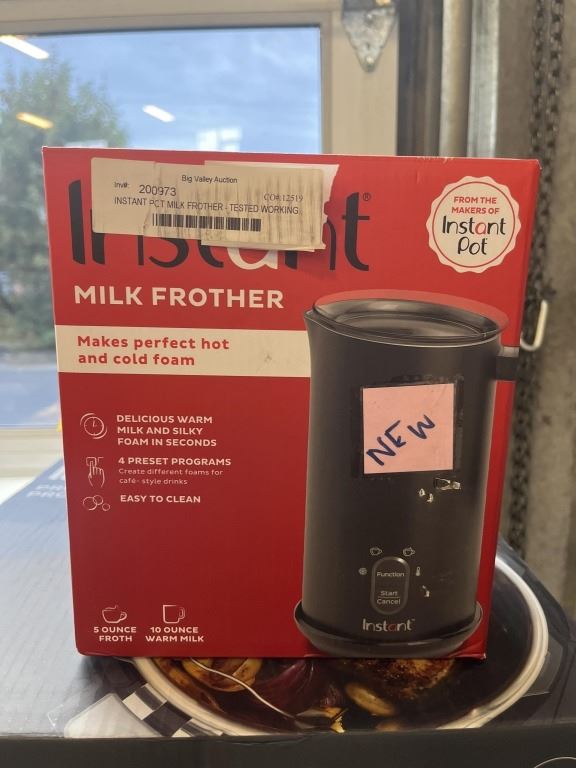 Big Valley Auction
Inv#: 200973
CO#:12519
INSTANT POT MILK FROTHER - TESTED WORKING
Instant®
FROM THE
MAKERS OF
Instant
Pot
MILK FROTHER
Makes perfect hot
and cold foam
DELICIOUS WARM
MILK AND SILKY
FOAM IN SECONDS
4 PRESET PROGRAMS
Create different foams for
café- style drinks
EASY TO CLEAN
NEW
Function
Start
Cancel
Instant™
5 OUNCE
FROTH
10 OUNCE
WARM MILK